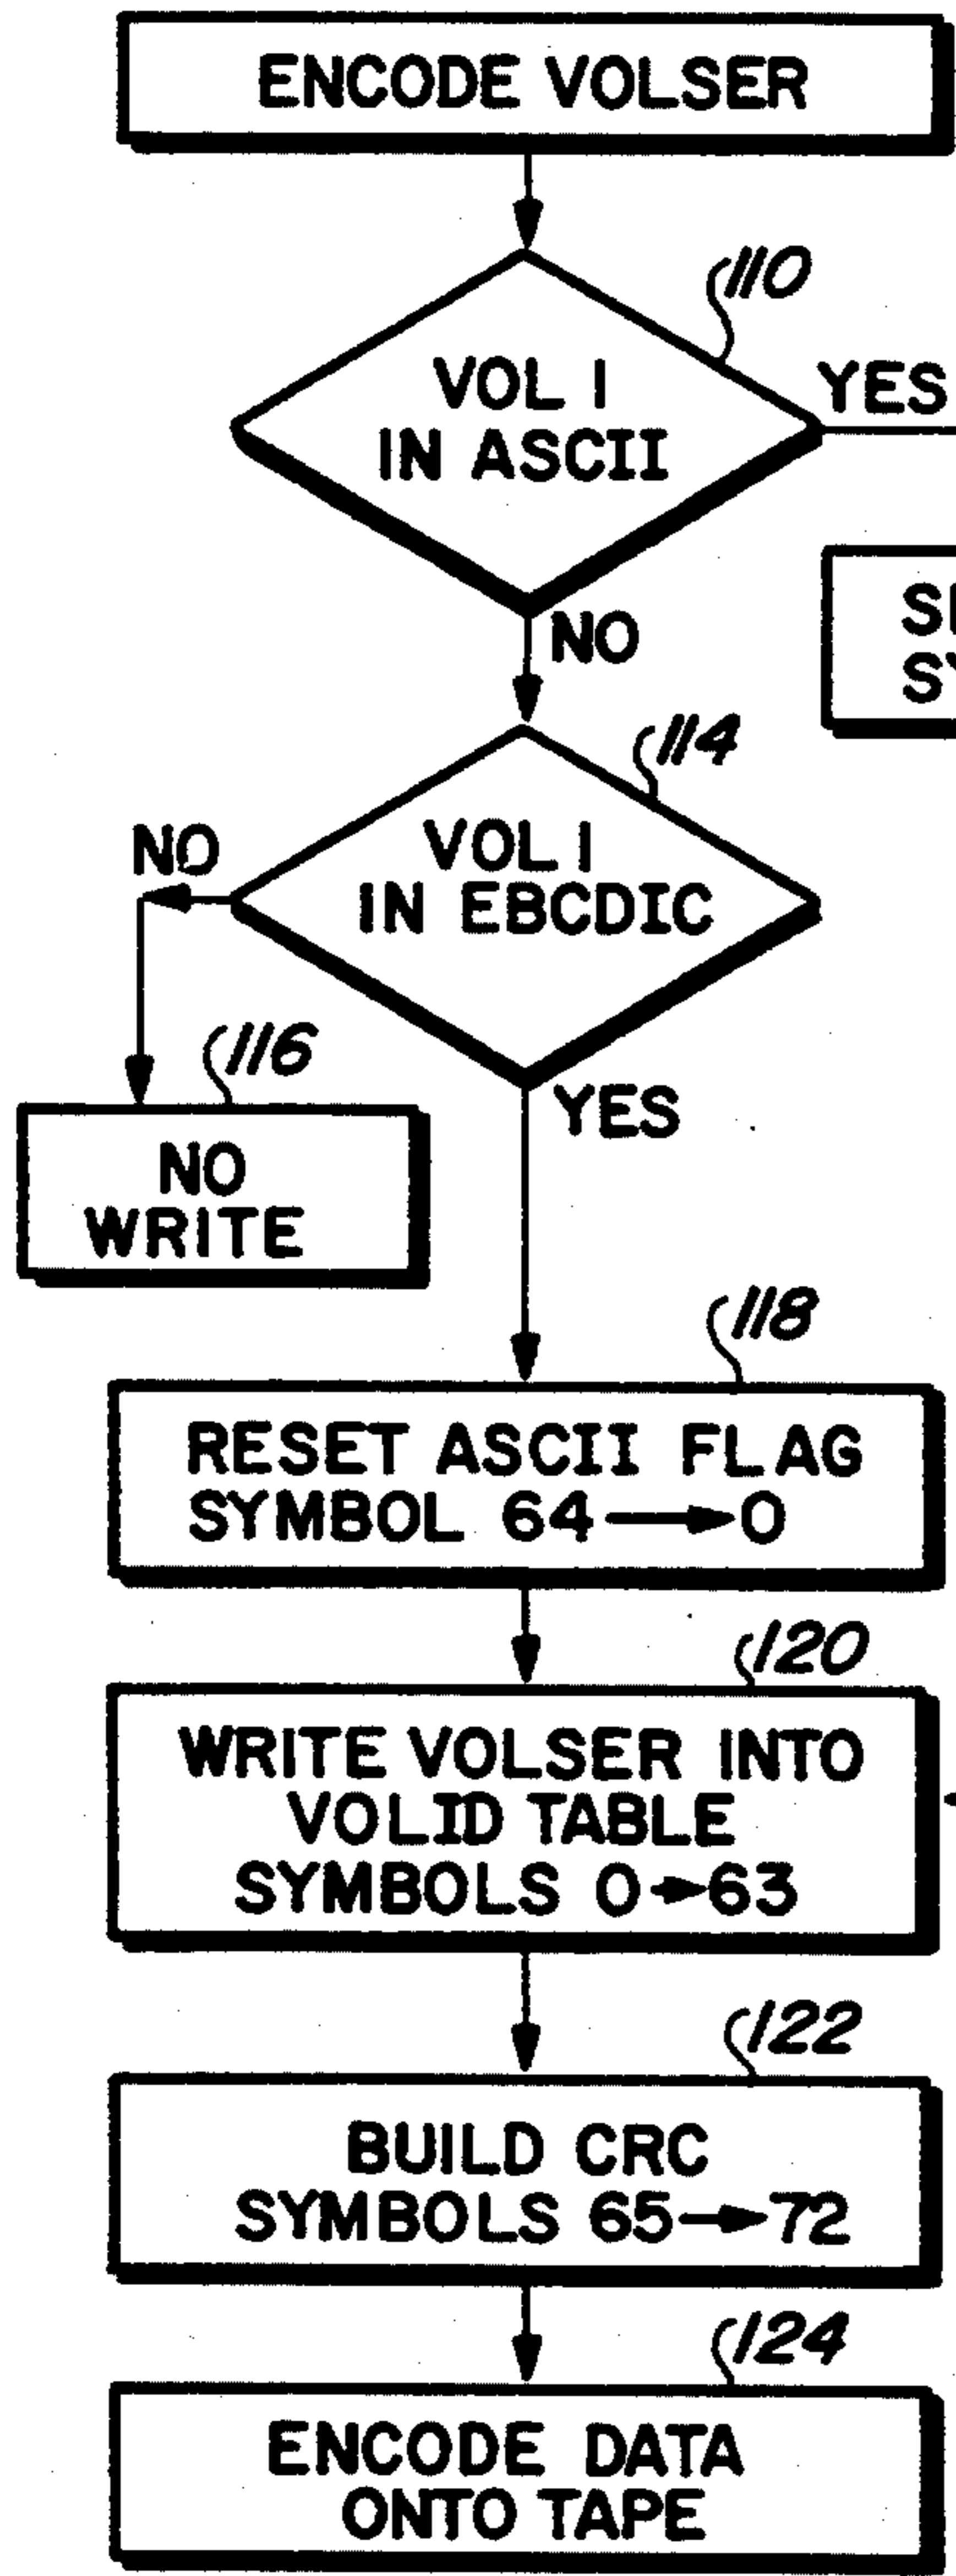 ENCODE VOLSER
110
VOL 1
IN ASCII
YES
NO
114
VOL 1
IN EBCDIC
NO
116
YES
NO
WRITE
118
RESET ASCII FLAG
SYMBOL 64→0
120
WRITE VOLSER INTO
VOLID TABLE
SYMBOLS 0→63
122
BUILD CRC
SYMBOLS 65→72
124
ENCODE DATA
ONTO TAPE